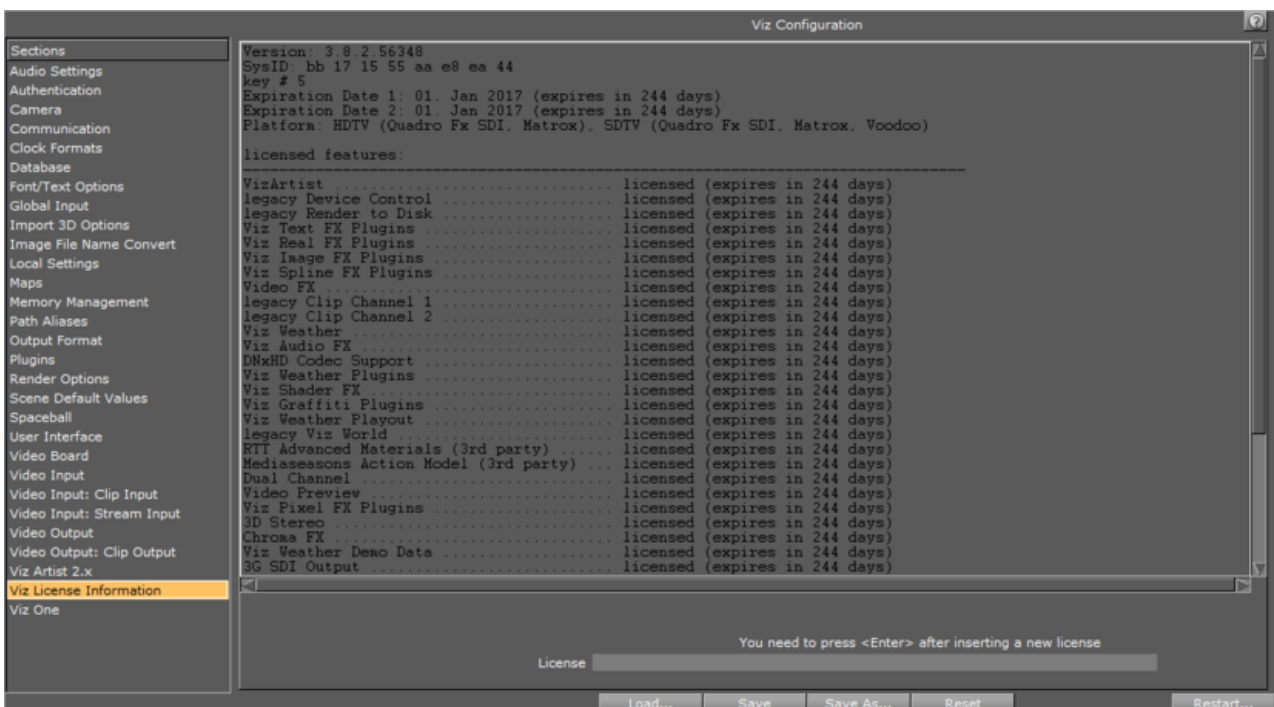 Viz Configuration
?
Sections
Audio Settings
Authentication
Camera
Communication
Clock Formats
Database
Font/Text Options
Global Input
Import 3D Options
Image File Name Convert
Local Settings
Maps
Memory Management
Path Aliases
Output Format
Plugins
Render Options
Scene Default Values
Spaceball
User Interface
Video Board
Video Input
Video Input: Clip Input
Video Input: Stream Input
Video Output
Video Output: Clip Output
Viz Artist 2.x
Viz License Information
Viz One
Version: 3.8.2.56348
SysID: bb 17 15 55 aa e8 ea 44
key # 5
Expiration Date 1: 01. Jan 2017 (expires in 244 days)
Expiration Date 2: 01. Jan 2017 (expires in 244 days)
Platform: HDTV (Quadro Fx SDI, Matrox), SDTV (Quadro Fx SDI, Matrox, Voodoo)
licensed features:
VizArtist ............................... licensed (expires in 244 days)
legacy Device Control ................... licensed (expires in 244 days)
legacy Render to Disk ................... licensed (expires in 244 days)
Viz Text FX Plugins ..................... licensed (expires in 244 days)
Viz Real FX Plugins ..................... licensed (expires in 244 days)
Viz Image FX Plugins .................... licensed (expires in 244 days)
Viz Spline FX Plugins ................... licensed (expires in 244 days)
Video FX ................................ licensed (expires in 244 days)
legacy Clip Channel 1 ................... licensed (expires in 244 days)
legacy Clip Channel 2 ................... licensed (expires in 244 days)
Viz Weather ............................. licensed (expires in 244 days)
Viz Audio FX ............................ licensed (expires in 244 days)
DNxHD Codec Support ..................... licensed (expires in 244 days)
Viz Weather Plugins ..................... licensed (expires in 244 days)
Viz Shader FX ........................... licensed (expires in 244 days)
Viz Graffiti Plugins .................... licensed (expires in 244 days)
Viz Weather Playout ..................... licensed (expires in 244 days)
legacy Viz World ........................ licensed (expires in 244 days)
RTT Advanced Materials (3rd party) ...... licensed (expires in 244 days)
Mediaseasons Action Model (3rd party) ... licensed (expires in 244 days)
Dual Channel ............................ licensed (expires in 244 days)
Video Preview ........................... licensed (expires in 244 days)
Viz Pixel FX Plugins .................... licensed (expires in 244 days)
3D Stereo ............................... licensed (expires in 244 days)
Chroma FX ............................... licensed (expires in 244 days)
Viz Weather Demo Data ................... licensed (expires in 244 days)
3G SDI Output ........................... licensed (expires in 244 days)
You need to press <Enter> after inserting a new license
License
Load... Save Save As... Reset Restart...